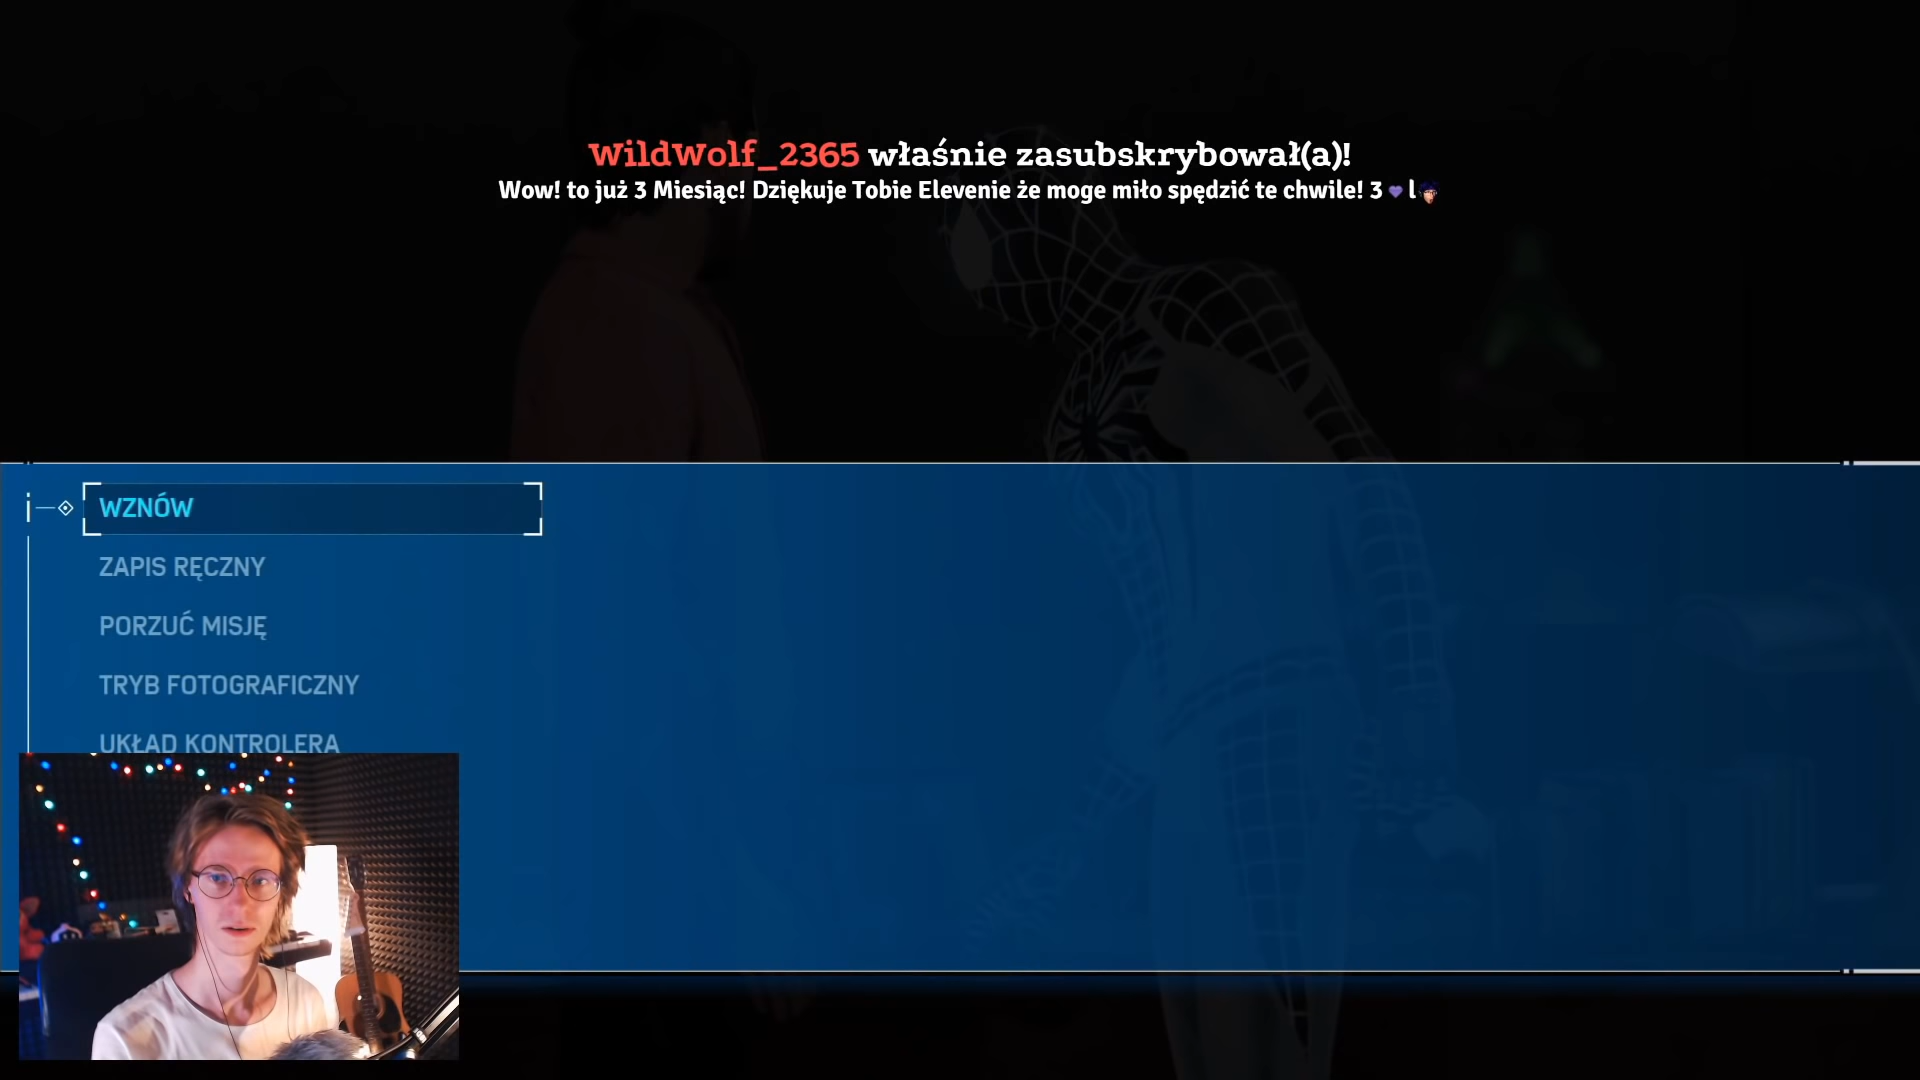 WildWolf_2365 właśnie zasubskrybował(a)!
Wow! to już 3 Miesiąc! Dziękuje Tobie Elevenie że moge miło spędzić te chwile! 3 💜 l
WZNÓW
ZAPIS RĘCZNY
PORZUĆ MISJĘ
TRYB FOTOGRAFICZNY
UKŁAD KONTROLERA